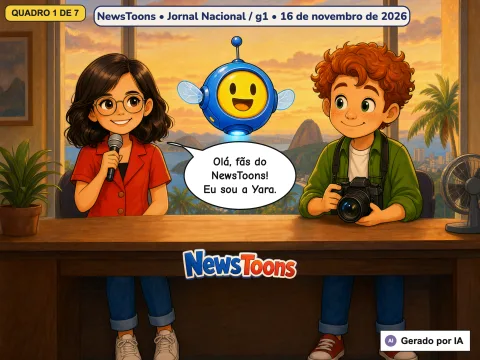 QUADRO 1 DE 7
NewsToons • Jornal Nacional / g1 • 16 de novembro de 2026
Olá, fãs do
NewsToons!
Eu sou a Yara.
NewsToons
AI Gerado por IA